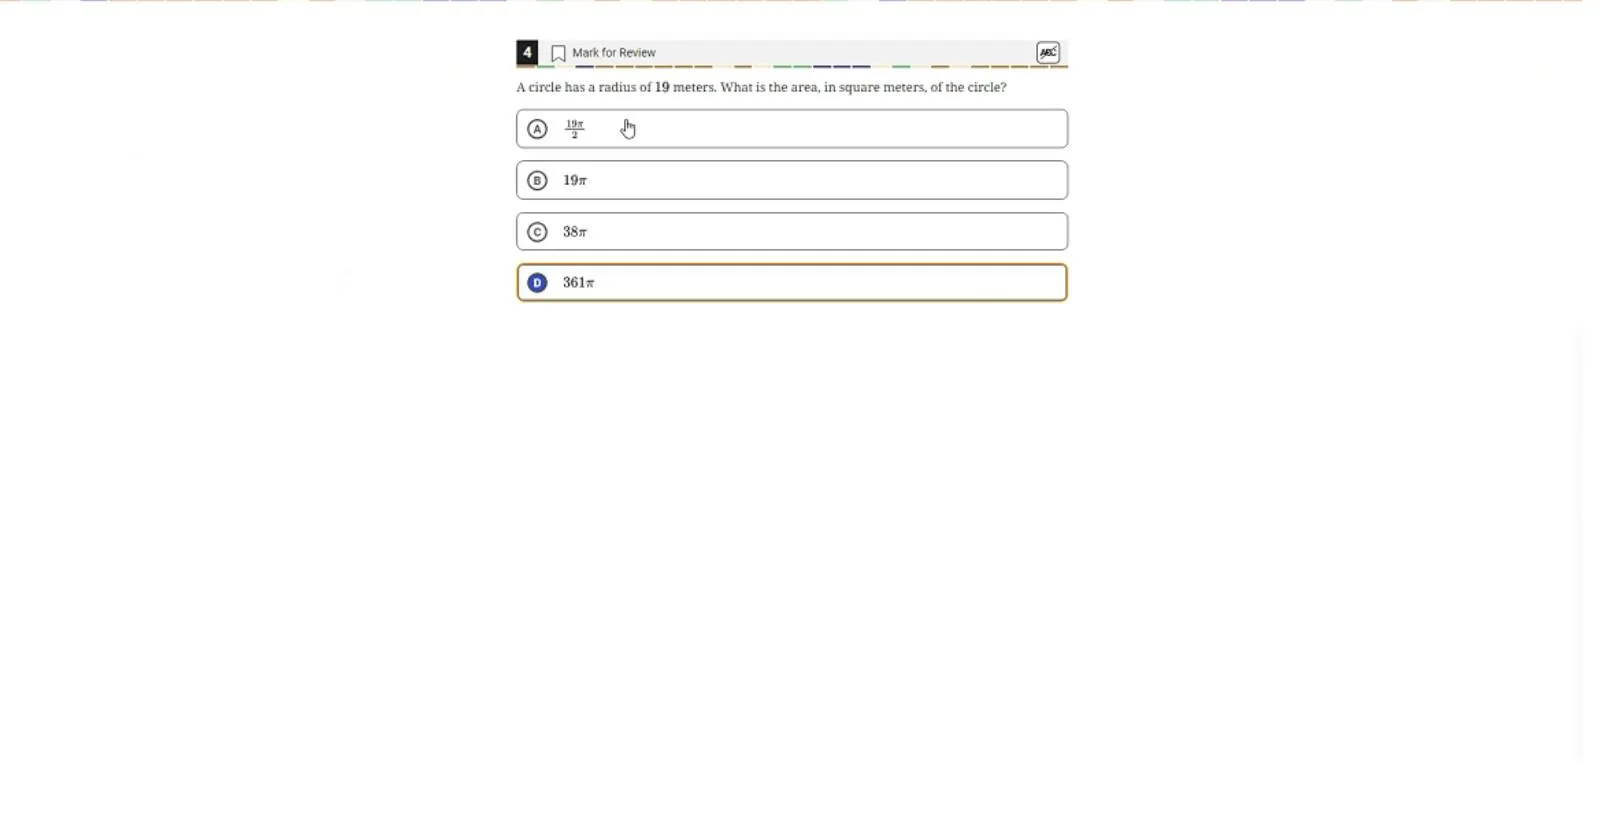 4 Mark for Review ABC
A circle has a radius of 19 meters. What is the area, in square meters, of the circle?
A 19π/2
B 19π
C 38π
D 361π